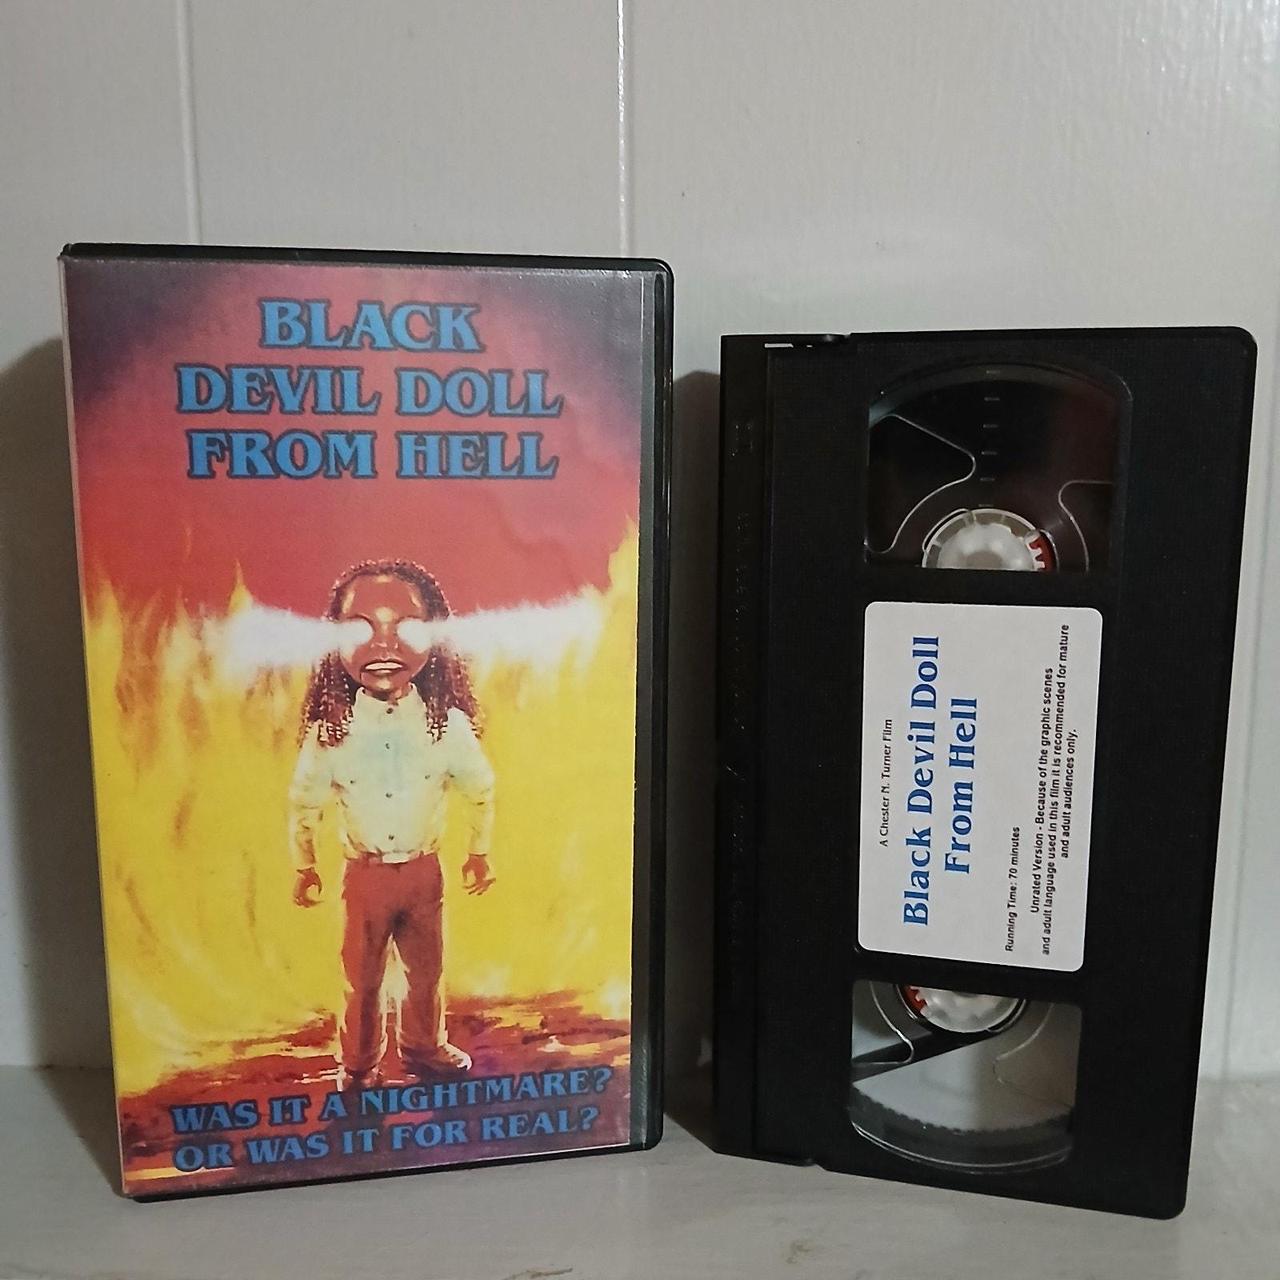 BLACK
DEVIL DOLL
FROM HELL
WAS IT A NIGHTMARE?
OR WAS IT FOR REAL?
A Chester N. Turner Film
Black Devil Doll
From Hell
Running Time: 70 minutes
Unrated Version - Because of the graphic scenes
and adult language used in this film it is recommended for mature
and adult audiences only.